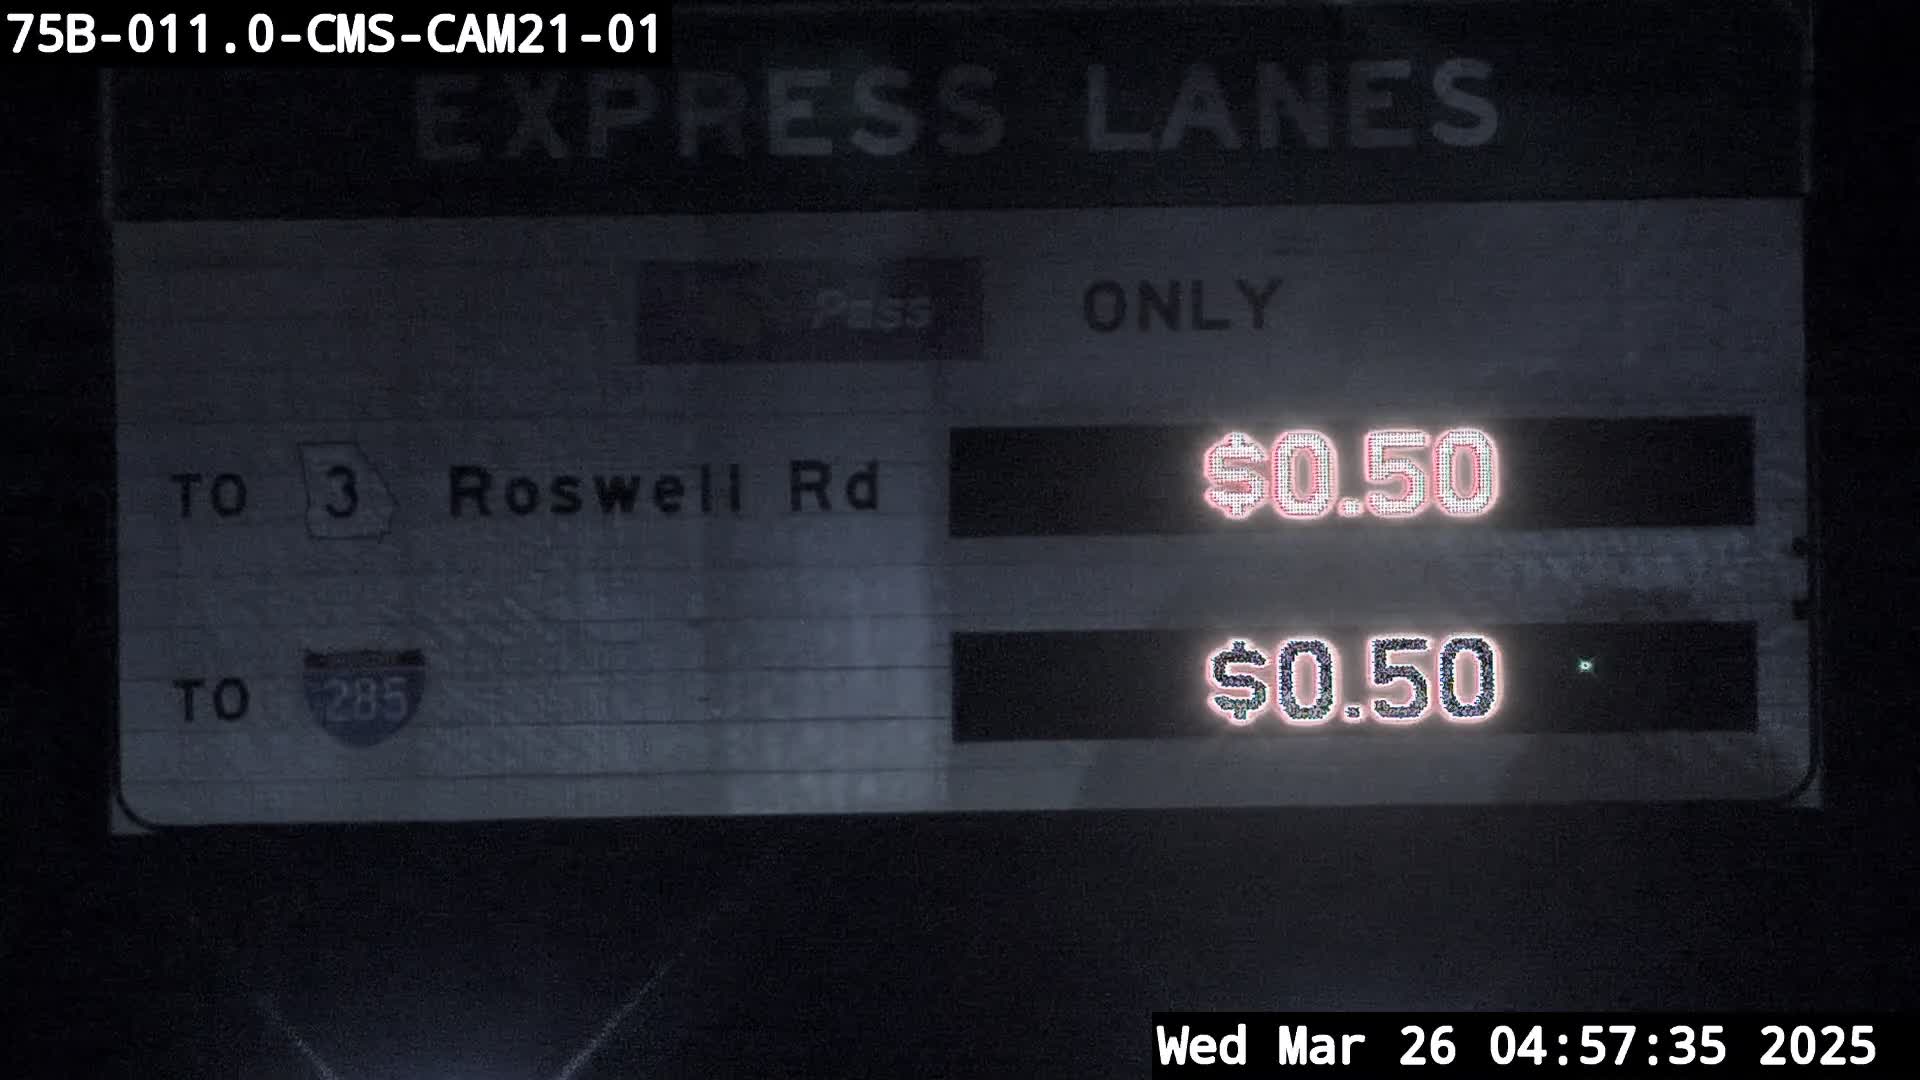 75B-011.0-CMS-CAM21-01
EXPRESS LANES
Pass ONLY
TO 3 Roswell Rd $0.50
TO 285 $0.50
Wed Mar 26 04:57:35 2025